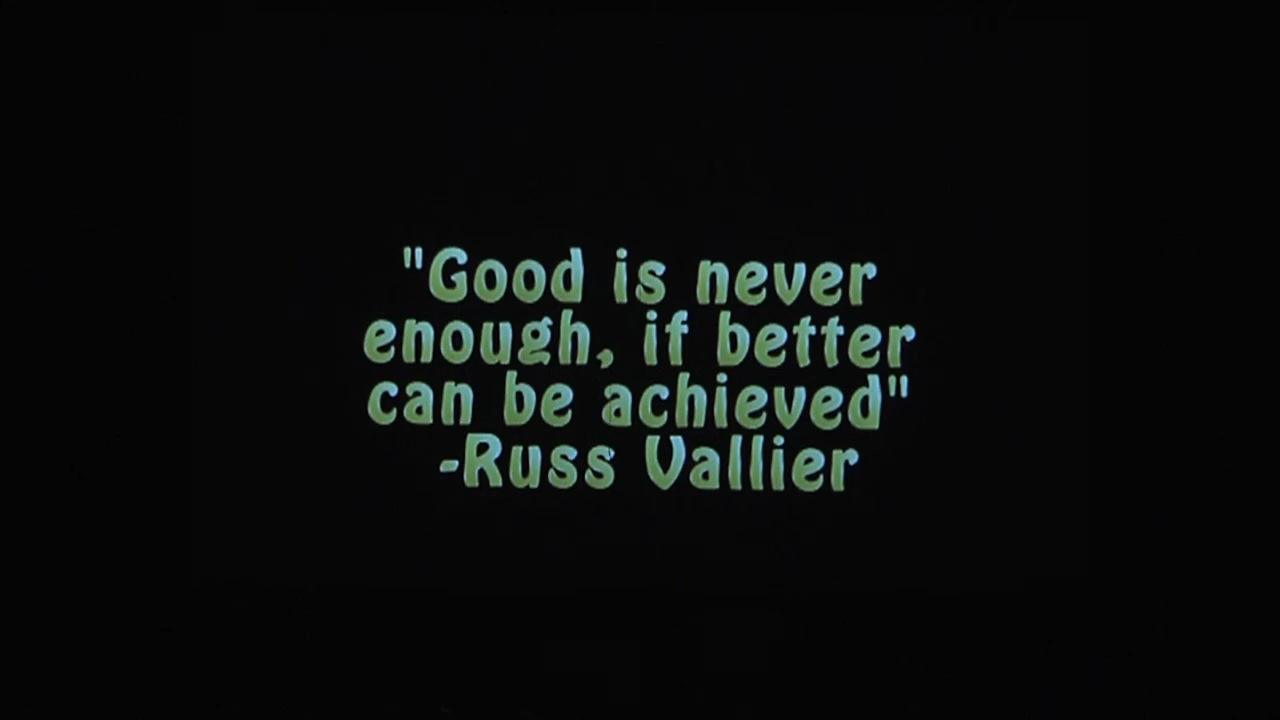 "Good is never
enough, if better
can be achieved"
-Russ Vallier